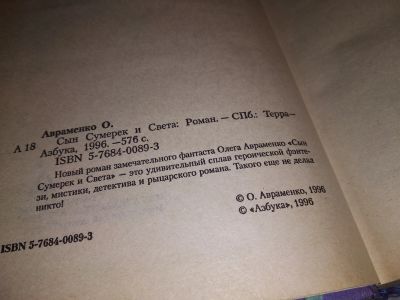 Авраменко О.
А 18 Сын Сумерек и Света: Роман. — СПб.: Терра —
Азбука, 1996. —576 с.
ISBN 5-7684-0089-3
Новый роман замечательного фантаста Олега Авраменко «Сын
Сумерек и Света» — это удивительный сплав героической фэнте-
зи, мистики, детектива и рыцарского романа. Такого еще не делал
никто!
© О. Авраменко, 1996
© «Азбука», 1996
ISBN 5-7684-0089-3